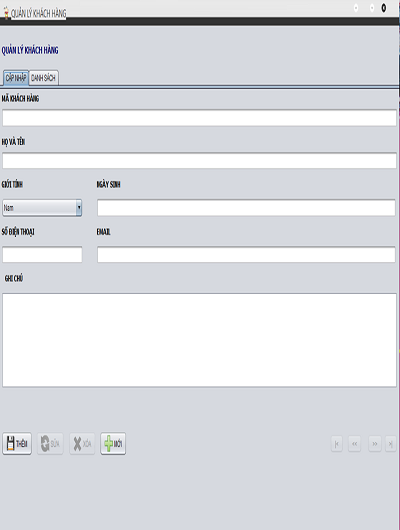 QUẢN LÝ KHÁCH HÀNG
QUẢN LÝ KHÁCH HÀNG
CẬP NHẬP DANH SÁCH
MÃ KHÁCH HÀNG
HỌ VÀ TÊN
GIỚI TÍNH NGÀY SINH
Nam
SỐ ĐIỆN THOẠI EMAIL
GHI CHÚ
THÊM SỬA XÓA MỚI |< << >> >|